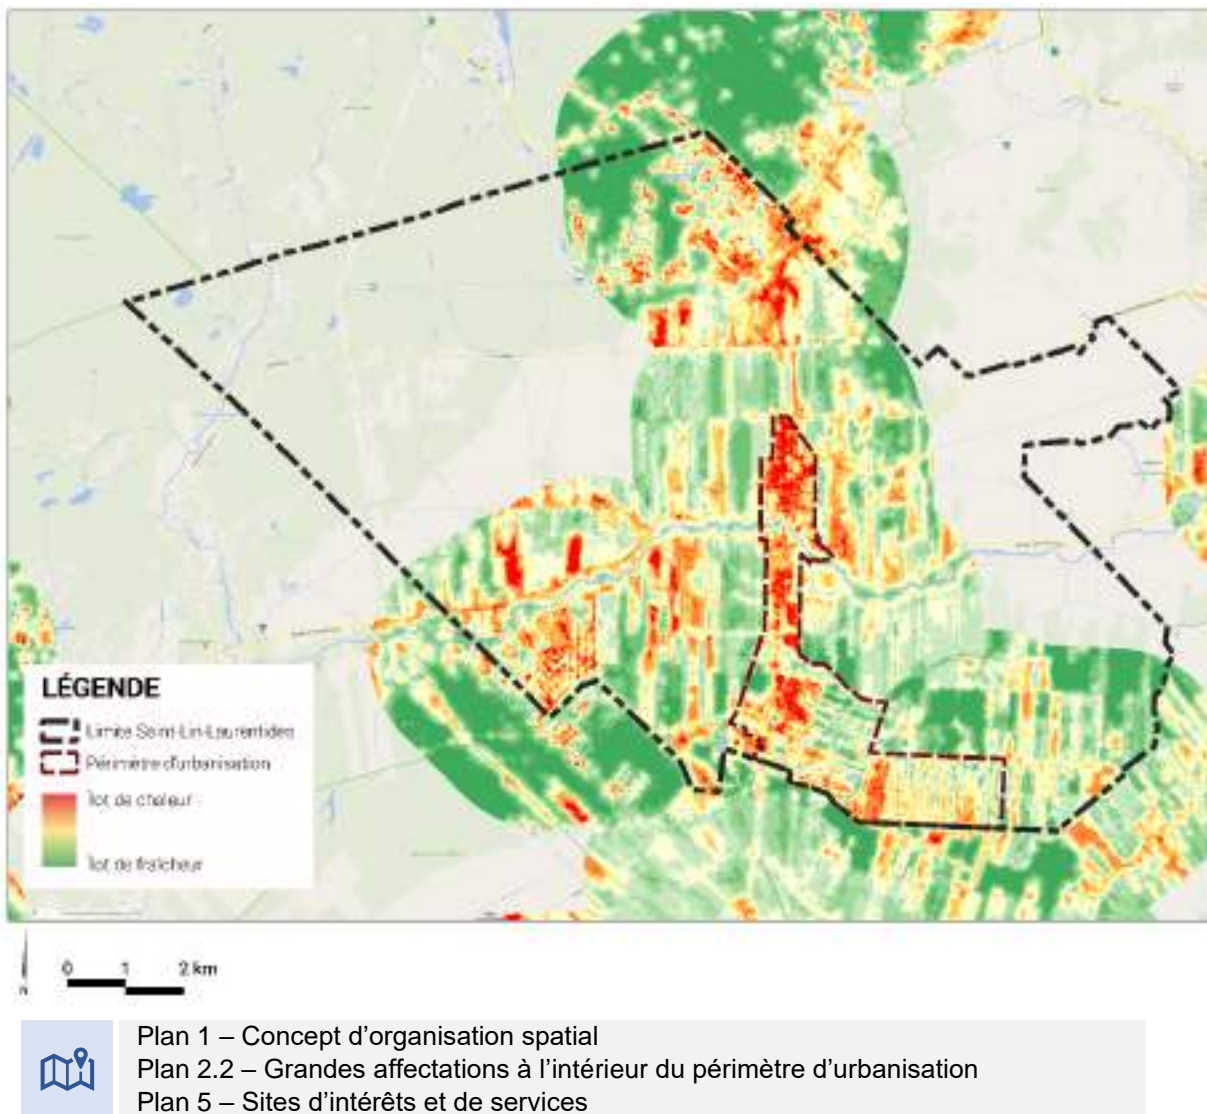 LÉGENDE
Limite Saint-Lin-Laurentides
Périmètre d'urbanisation
Îlot de chaleur
Îlot de fraîcheur
0 1 2 km
Plan 1 – Concept d’organisation spatial
Plan 2.2 – Grandes affectations à l’intérieur du périmètre d’urbanisation
Plan 5 – Sites d’intérêts et de services